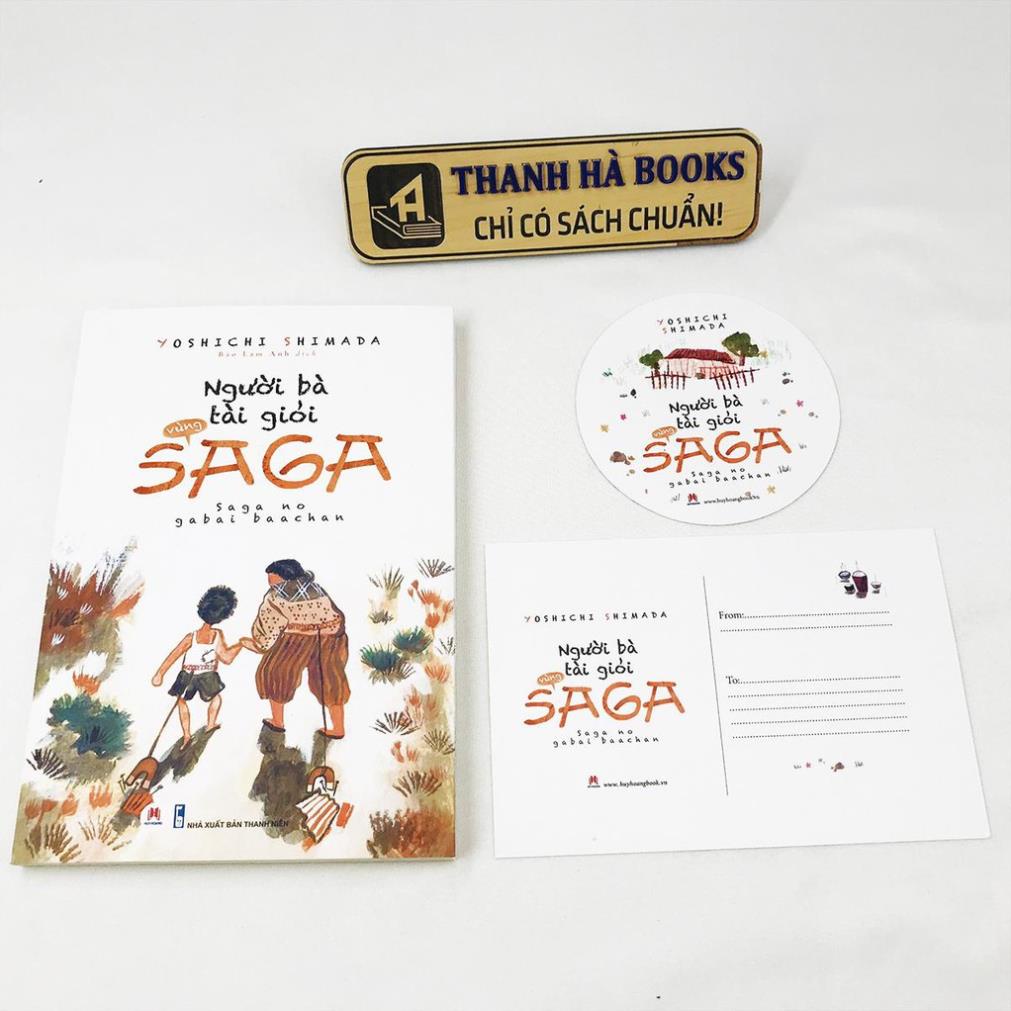 THANH HÀ BOOKS
CHỈ CÓ SÁCH CHUẨN!
YOSHICHI SHIMADA
Bảo Lam Anh dịch
Người bà
tài giỏi
vùng
SAGA
Saga no
gabai baachan
HUY HOANG
NHÀ XUẤT BẢN THANH NIÊN
YOSHICHI
SHIMADA
Người bà
tài giỏi
vùng
SAGA
Saga no
gabai baachan
www.huyhoangbook.vn
YOSHICHI SHIMADA
Người bà
tài giỏi
vùng
SAGA
Saga no
gabai baachan
www.huyhoangbook.vn
From:
To: